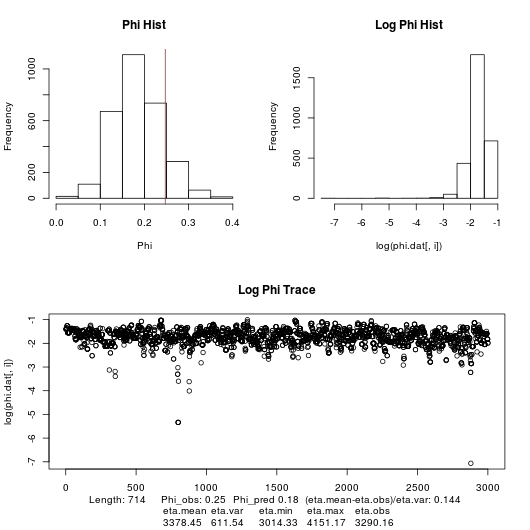 Phi Hist
Log Phi Hist
Frequency
0 200 600 1000
0.0 0.1 0.2 0.3 0.4
Phi
Frequency
0 500 1000 1500
-7 -6 -5 -4 -3 -2 -1
log(phi.dat[, i])
Log Phi Trace
log(phi.dat[, i])
-1 -2 -3 -4 -5 -6 -7
0 500 1000 1500 2000 2500 3000
Length: 714 Phi_obs: 0.25 Phi_pred 0.18 (eta.mean-eta.obs)/eta.var: 0.144
eta.mean eta.var eta.min eta.max eta.obs
3378.45 611.54 3014.33 4151.17 3290.16